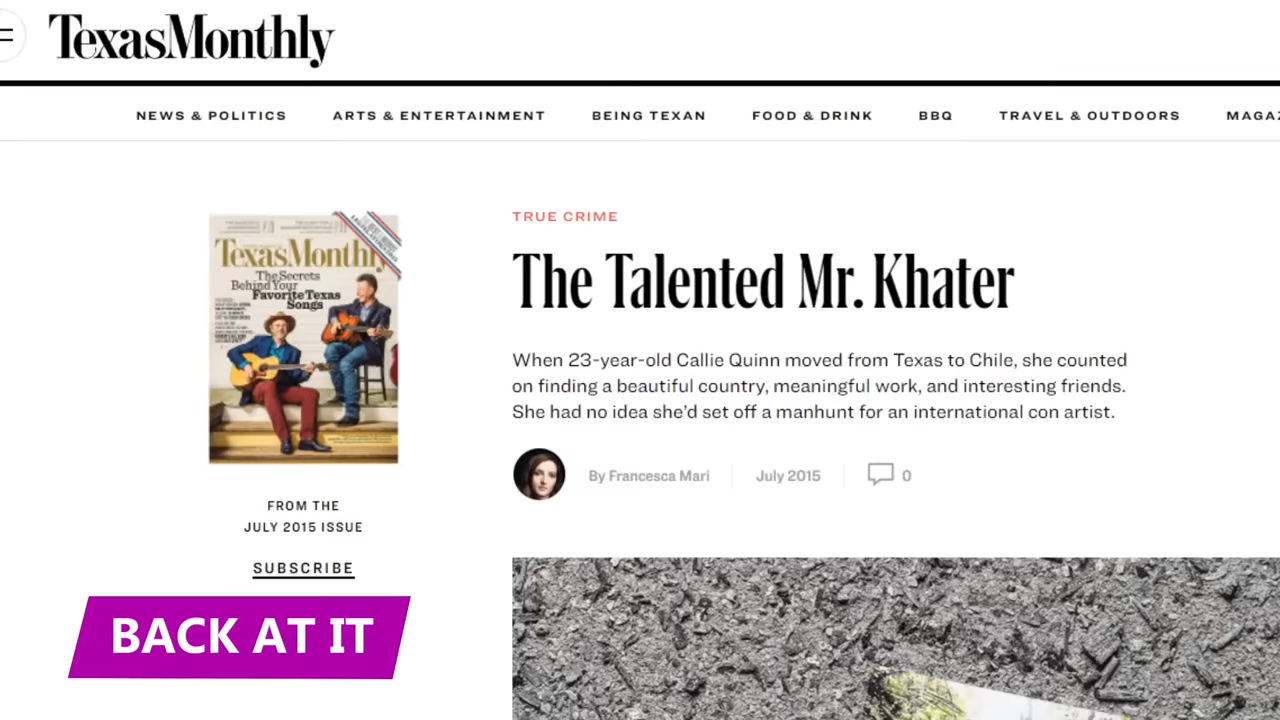 TexasMonthly
NEWS & POLITICS ARTS & ENTERTAINMENT BEING TEXAN FOOD & DRINK BBQ TRAVEL & OUTDOORS MAGAZ
TexasMonthly
The Secrets
Behind Your
Favorite Texas
Songs
FROM THE
JULY 2015 ISSUE
SUBSCRIBE
BACK AT IT
TRUE CRIME
The Talented Mr. Khater
When 23-year-old Callie Quinn moved from Texas to Chile, she counted
on finding a beautiful country, meaningful work, and interesting friends.
She had no idea she’d set off a manhunt for an international con artist.
By Francesca Mari July 2015 0